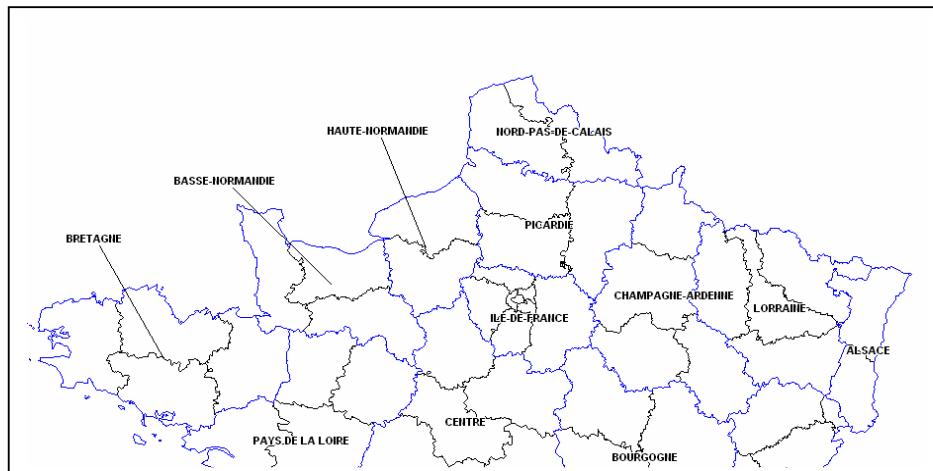 HAUTE-NORMANDIE
NORD-PAS-DE-CALAIS
BASSE-NORMANDIE
PICARDIE
BRETAGNE
CHAMPAGNE-ARDENNE
LORRAINE
ILE-DE-FRANCE
ALSACE
CENTRE
PAYS.DE LA LOIRE
BOURGOGNE